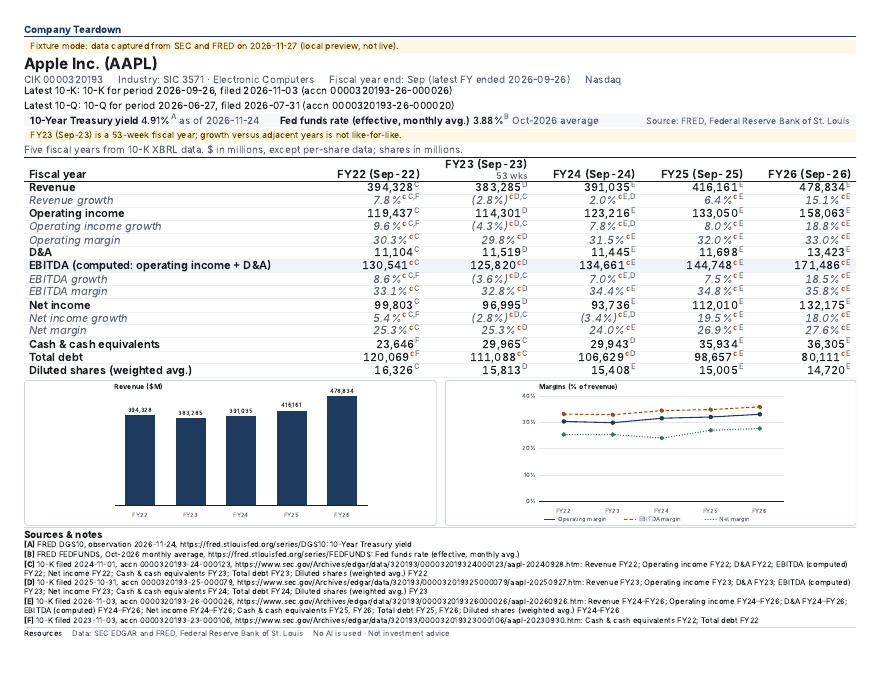 Company Teardown
Fixture mode: data captured from SEC and FRED on 2026-11-27 (local preview, not live).
Apple Inc. (AAPL)
CIK 0000320193 Industry: SIC 3571 · Electronic Computers Fiscal year end: Sep (latest FY ended 2026-09-26) Nasdaq
Latest 10-K: 10-K for period 2026-09-26, filed 2026-11-03 (accn 0000320193-26-000026)
Latest 10-Q: 10-Q for period 2026-06-27, filed 2026-07-31 (accn 0000320193-26-000020)
10-Year Treasury yield 4.91% A as of 2026-11-24 Fed funds rate (effective, monthly avg.) 3.88% B Oct-2026 average Source: FRED, Federal Reserve Bank of St. Louis
FY23 (Sep-23) is a 53-week fiscal year; growth versus adjacent years is not like-for-like.
Five fiscal years from 10-K XBRL data. $ in millions, except per-share data; shares in millions.
Fiscal year FY22 (Sep-22) FY23 (Sep-23) 53 wks FY24 (Sep-24) FY25 (Sep-25) FY26 (Sep-26)
Revenue 394,328 C 383,285 D 391,035 E 416,161 E 478,834 E
Revenue growth 7.8% c C,F (2.8%) c D,C 2.0% c E,D 6.4% c E 15.1% c E
Operating income 119,437 C 114,301 D 123,216 E 133,050 E 158,063 E
Operating income growth 9.6% c C,F (4.3%) c D,C 7.8% c E,D 8.0% c E 18.8% c E
Operating margin 30.3% c C 29.8% c D 31.5% c E 32.0% c E 33.0% c E
D&A 11,104 C 11,519 D 11,445 E 11,698 E 13,423 E
EBITDA (computed: operating income + D&A) 130,541 c C 125,820 c D 134,661 c E 144,748 c E 171,486 c E
EBITDA growth 8.6% c C,F (3.6%) c D,C 7.0% c E,D 7.5% c E 18.5% c E
EBITDA margin 33.1% c C 32.8% c D 34.4% c E 34.8% c E 35.8% c E
Net income 99,803 C 96,995 D 93,736 E 112,010 E 132,175 E
Net income growth 5.4% c C,F (2.8%) c D,C (3.4%) c E,D 19.5% c E 18.0% c E
Net margin 25.3% c C 25.3% c D 24.0% c E 26.9% c E 27.6% c E
Cash & cash equivalents 23,646 F 29,965 C 29,943 D 35,934 E 36,305 E
Total debt 120,069 c F 111,088 c C 106,629 c D 98,657 c E 80,111 c E
Diluted shares (weighted avg.) 16,326 C 15,813 D 15,408 E 15,005 E 14,720 E
Revenue ($M)
394,328 383,285 391,035 416,161 478,834
FY22 FY23 FY24 FY25 FY26
Margins (% of revenue)
40%
30%
20%
10%
0%
FY22 FY23 FY24 FY25 FY26
Operating margin EBITDA margin Net margin
Sources & notes
[A] FRED DGS10, observation 2026-11-24, https://fred.stlouisfed.org/series/DGS10: 10-Year Treasury yield
[B] FRED FEDFUNDS, Oct-2026 monthly average, https://fred.stlouisfed.org/series/FEDFUNDS: Fed funds rate (effective, monthly avg.)
[C] 10-K filed 2024-11-01, accn 0000320193-24-000123, https://www.sec.gov/Archives/edgar/data/320193/000032019324000123/aapl-20240928.htm: Revenue FY22; Operating income FY22; D&A FY22; EBITDA (computed)
FY22; Net income FY22; Cash & cash equivalents FY23; Total debt FY23; Diluted shares (weighted avg.) FY22
[D] 10-K filed 2025-10-31, accn 0000320193-25-000079, https://www.sec.gov/Archives/edgar/data/320193/000032019325000079/aapl-20250927.htm: Revenue FY23; Operating income FY23; D&A FY23; EBITDA (computed)
FY23; Net income FY23; Cash & cash equivalents FY24; Total debt FY24; Diluted shares (weighted avg.) FY23
[E] 10-K filed 2026-11-03, accn 0000320193-26-000026, https://www.sec.gov/Archives/edgar/data/320193/000032019326000026/aapl-20260926.htm: Revenue FY24-FY26; Operating income FY24-FY26; D&A FY24-FY26;
EBITDA (computed) FY24-FY26; Net income FY24-FY26; Cash & cash equivalents FY25, FY26; Total debt FY25, FY26; Diluted shares (weighted avg.) FY24-FY26
[F] 10-K filed 2023-11-03, accn 0000320193-23-000106, https://www.sec.gov/Archives/edgar/data/320193/000032019323000106/aapl-20230930.htm: Cash & cash equivalents FY22; Total debt FY22
Resources Data: SEC EDGAR and FRED, Federal Reserve Bank of St. Louis No AI is used · Not investment advice